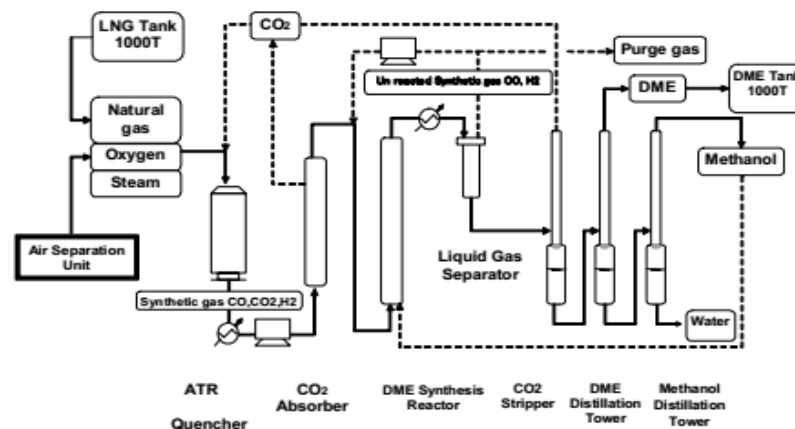 LNG Tank
1000T
CO2
Purge gas
Un reacted Synthetic gas CO, H2
DME
DME Tank
1000T
Natural
gas
Oxygen
Steam
Methanol
Air Separation
Unit
Liquid Gas
Separator
Synthetic gas CO,CO2,H2
Water
ATR
Quencher
CO2
Absorber
DME Synthesis
Reactor
CO2
Stripper
DME
Distillation
Tower
Methanol
Distillation
Tower